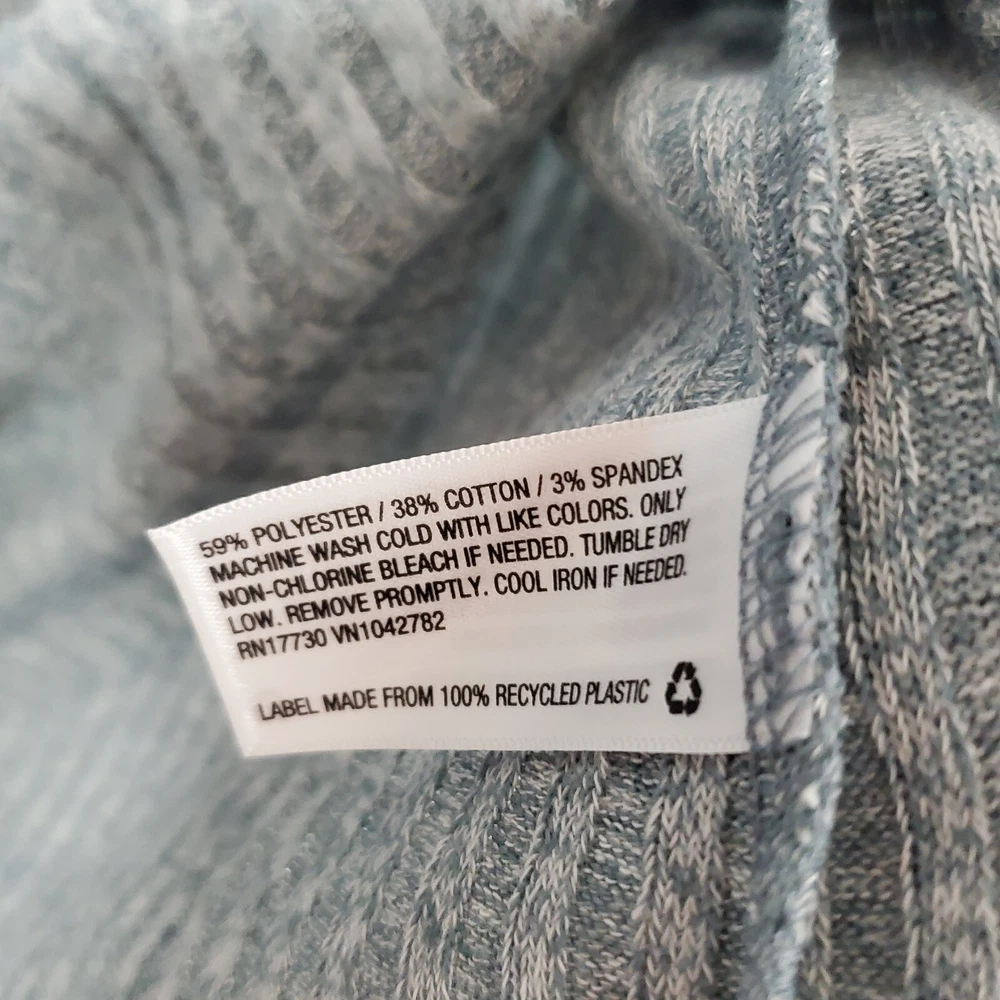 59% POLYESTER / 38% COTTON / 3% SPANDEX
MACHINE WASH COLD WITH LIKE COLORS. ONLY
NON-CHLORINE BLEACH IF NEEDED. TUMBLE DRY
LOW. REMOVE PROMPTLY. COOL IRON IF NEEDED.
RN17730 VN1042782
LABEL MADE FROM 100% RECYCLED PLASTIC